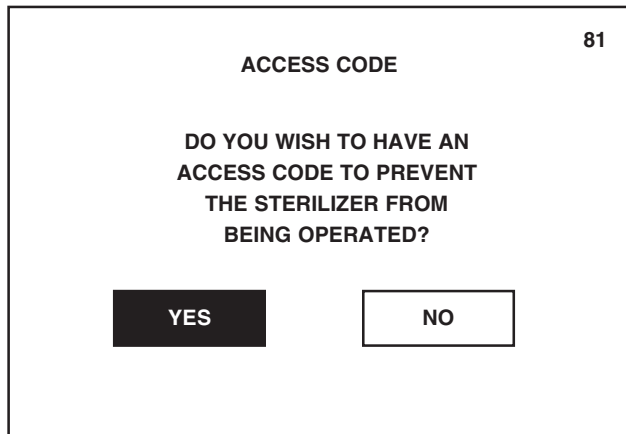 81
ACCESS CODE
DO YOU WISH TO HAVE AN
ACCESS CODE TO PREVENT
THE STERILIZER FROM
BEING OPERATED?
YES
NO